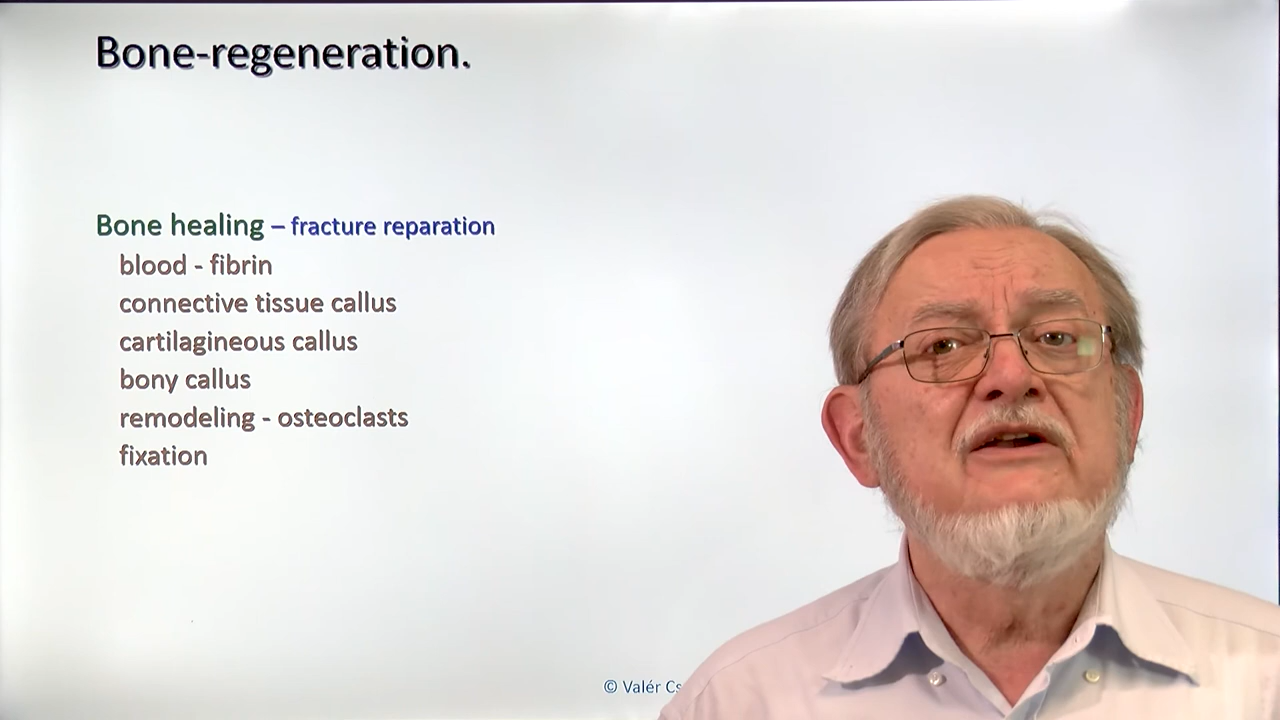 Bone-regeneration.
Bone healing – fracture reparation
blood - fibrin
connective tissue callus
cartilagineous callus
bony callus
remodeling - osteoclasts
fixation
© Valér